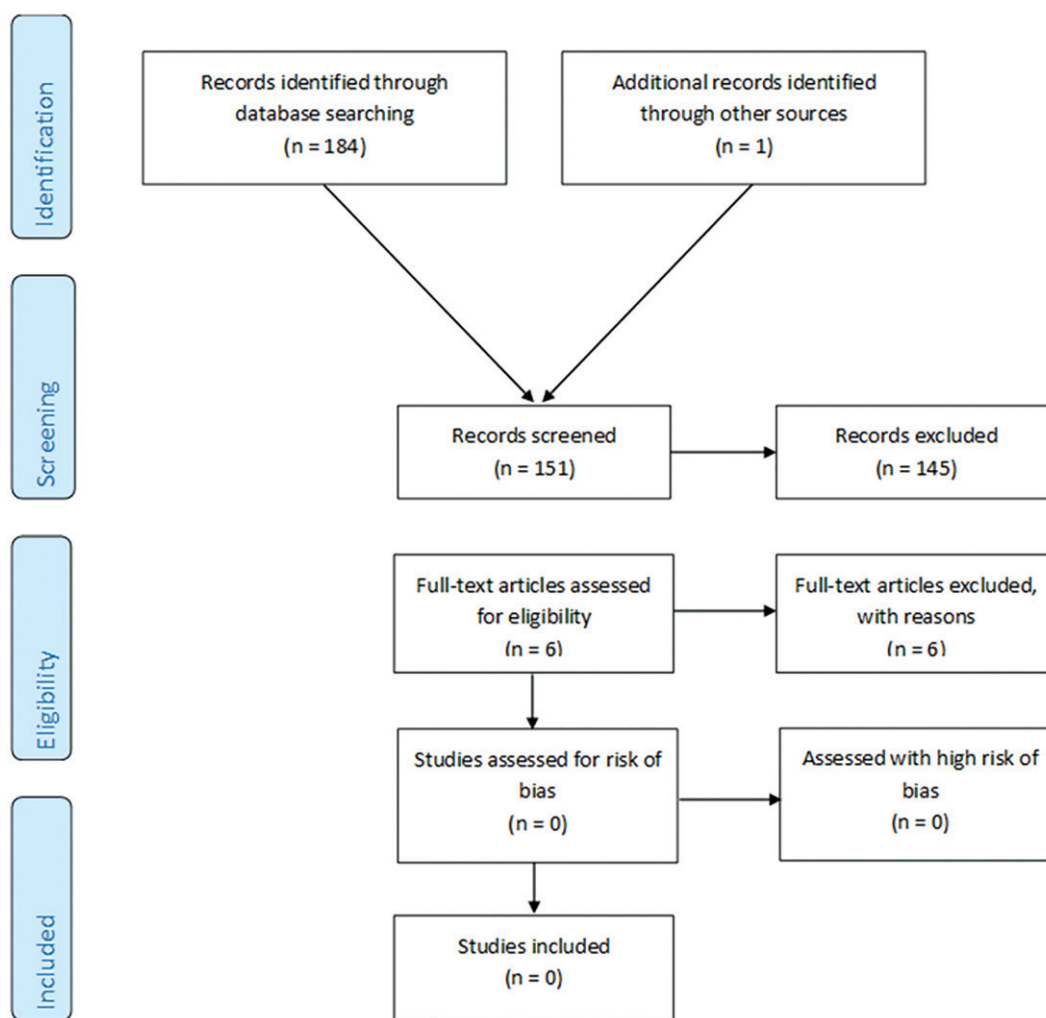 Identification
Records identified through
database searching
(n = 184)
Additional records identified
through other sources
(n = 1)
Screening
Records screened
(n = 151)
Records excluded
(n = 145)
Eligibility
Full-text articles assessed
for eligibility
(n = 6)
Full-text articles excluded,
with reasons
(n = 6)
Studies assessed for risk of
bias
(n = 0)
Assessed with high risk of
bias
(n = 0)
Included
Studies included
(n = 0)